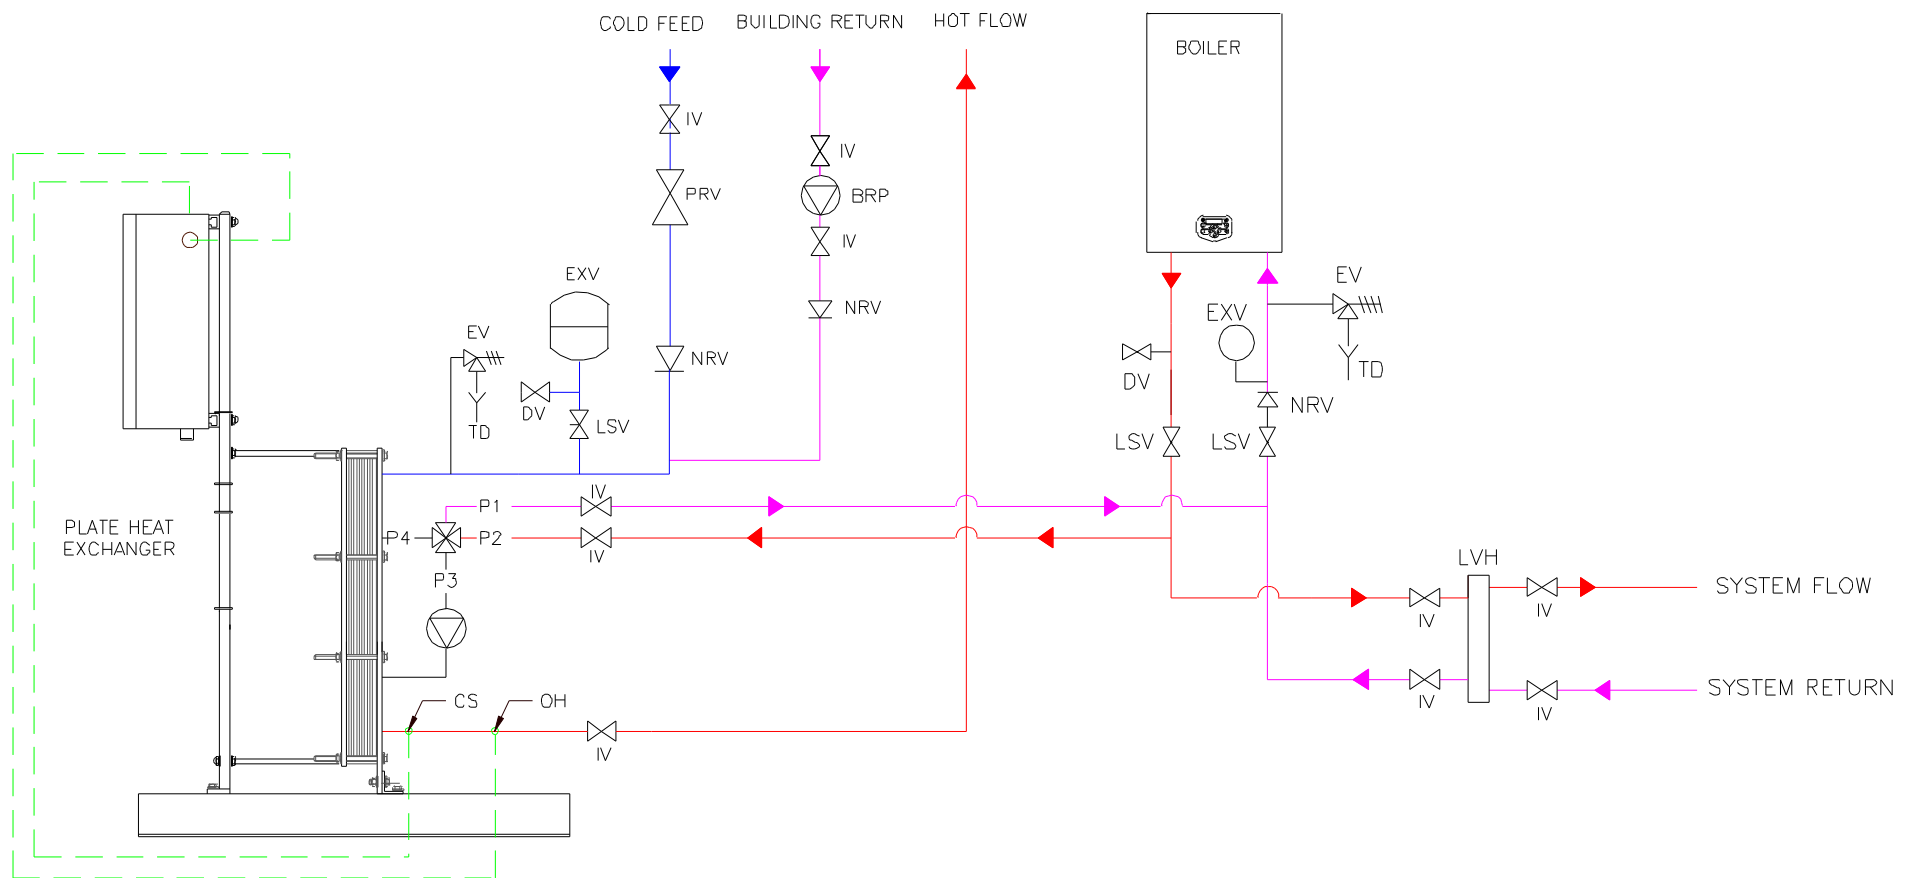 COLD FEED
BUILDING RETURN
HOT FLOW
BOILER
IV
IV
PRV
BRP
IV
EXV
EV
NRV
EXV
EV
NRV
DV
TD
LSV
DV
TD
NRV
LSV
LSV
IV
P1
PLATE HEAT
EXCHANGER
P4
P2
IV
P3
LVH
SYSTEM FLOW
IV
IV
SYSTEM RETURN
IV
IV
CS
OH
IV